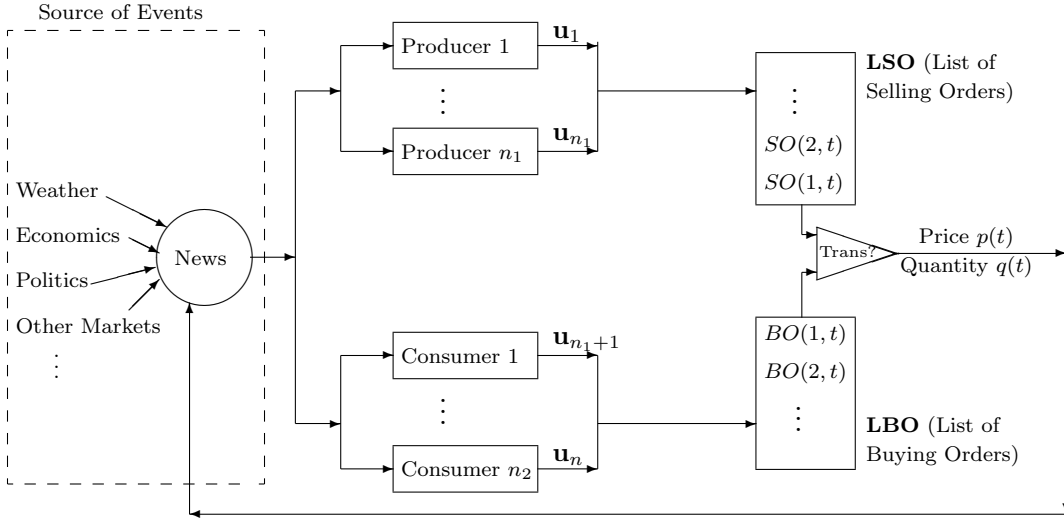 Source of Events
Weather
Economics
Politics
Other Markets
⋮
News
Producer 1
⋮
Producer n₁
u₁
uₙ₁
Consumer 1
⋮
Consumer n₂
uₙ₁₊₁
uₙ
LSO (List of
Selling Orders)
⋮
SO(2, t)
SO(1, t)
Trans?
Price p(t)
Quantity q(t)
BO(1, t)
BO(2, t)
⋮
LBO (List of
Buying Orders)